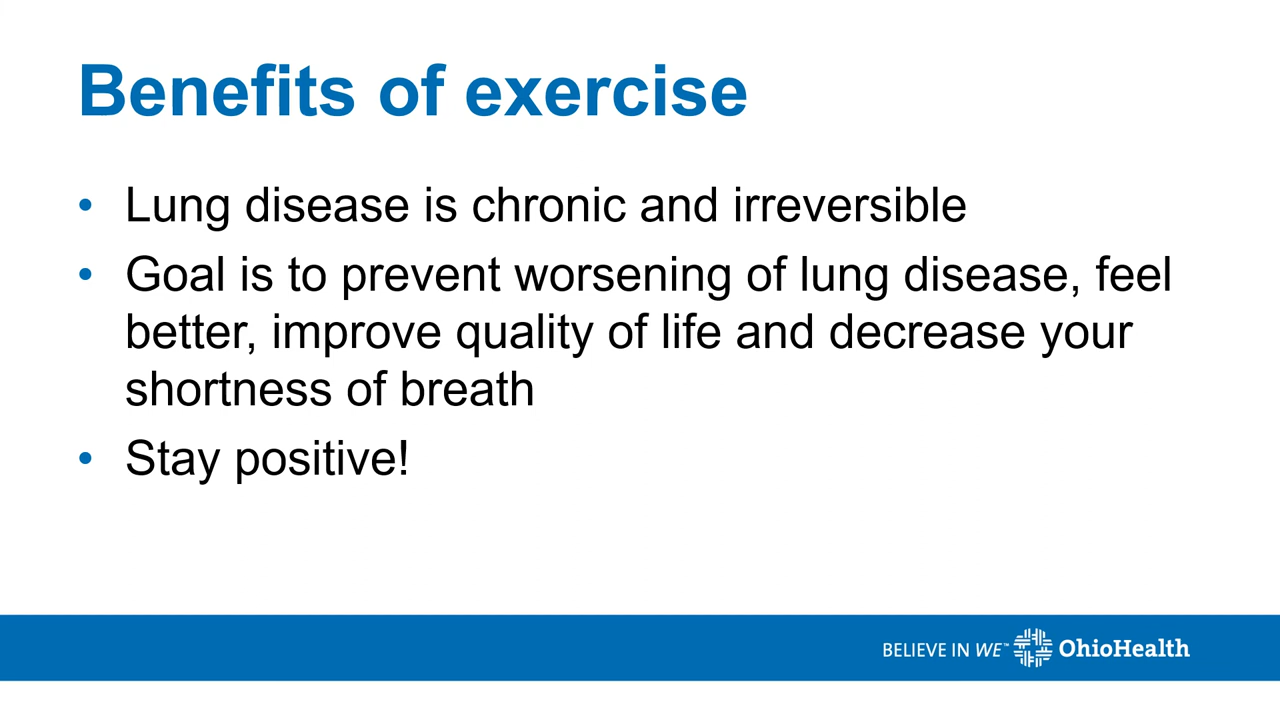 Benefits of exercise
• Lung disease is chronic and irreversible
• Goal is to prevent worsening of lung disease, feel
better, improve quality of life and decrease your
shortness of breath
• Stay positive!
BELIEVE IN WE™ OhioHealth